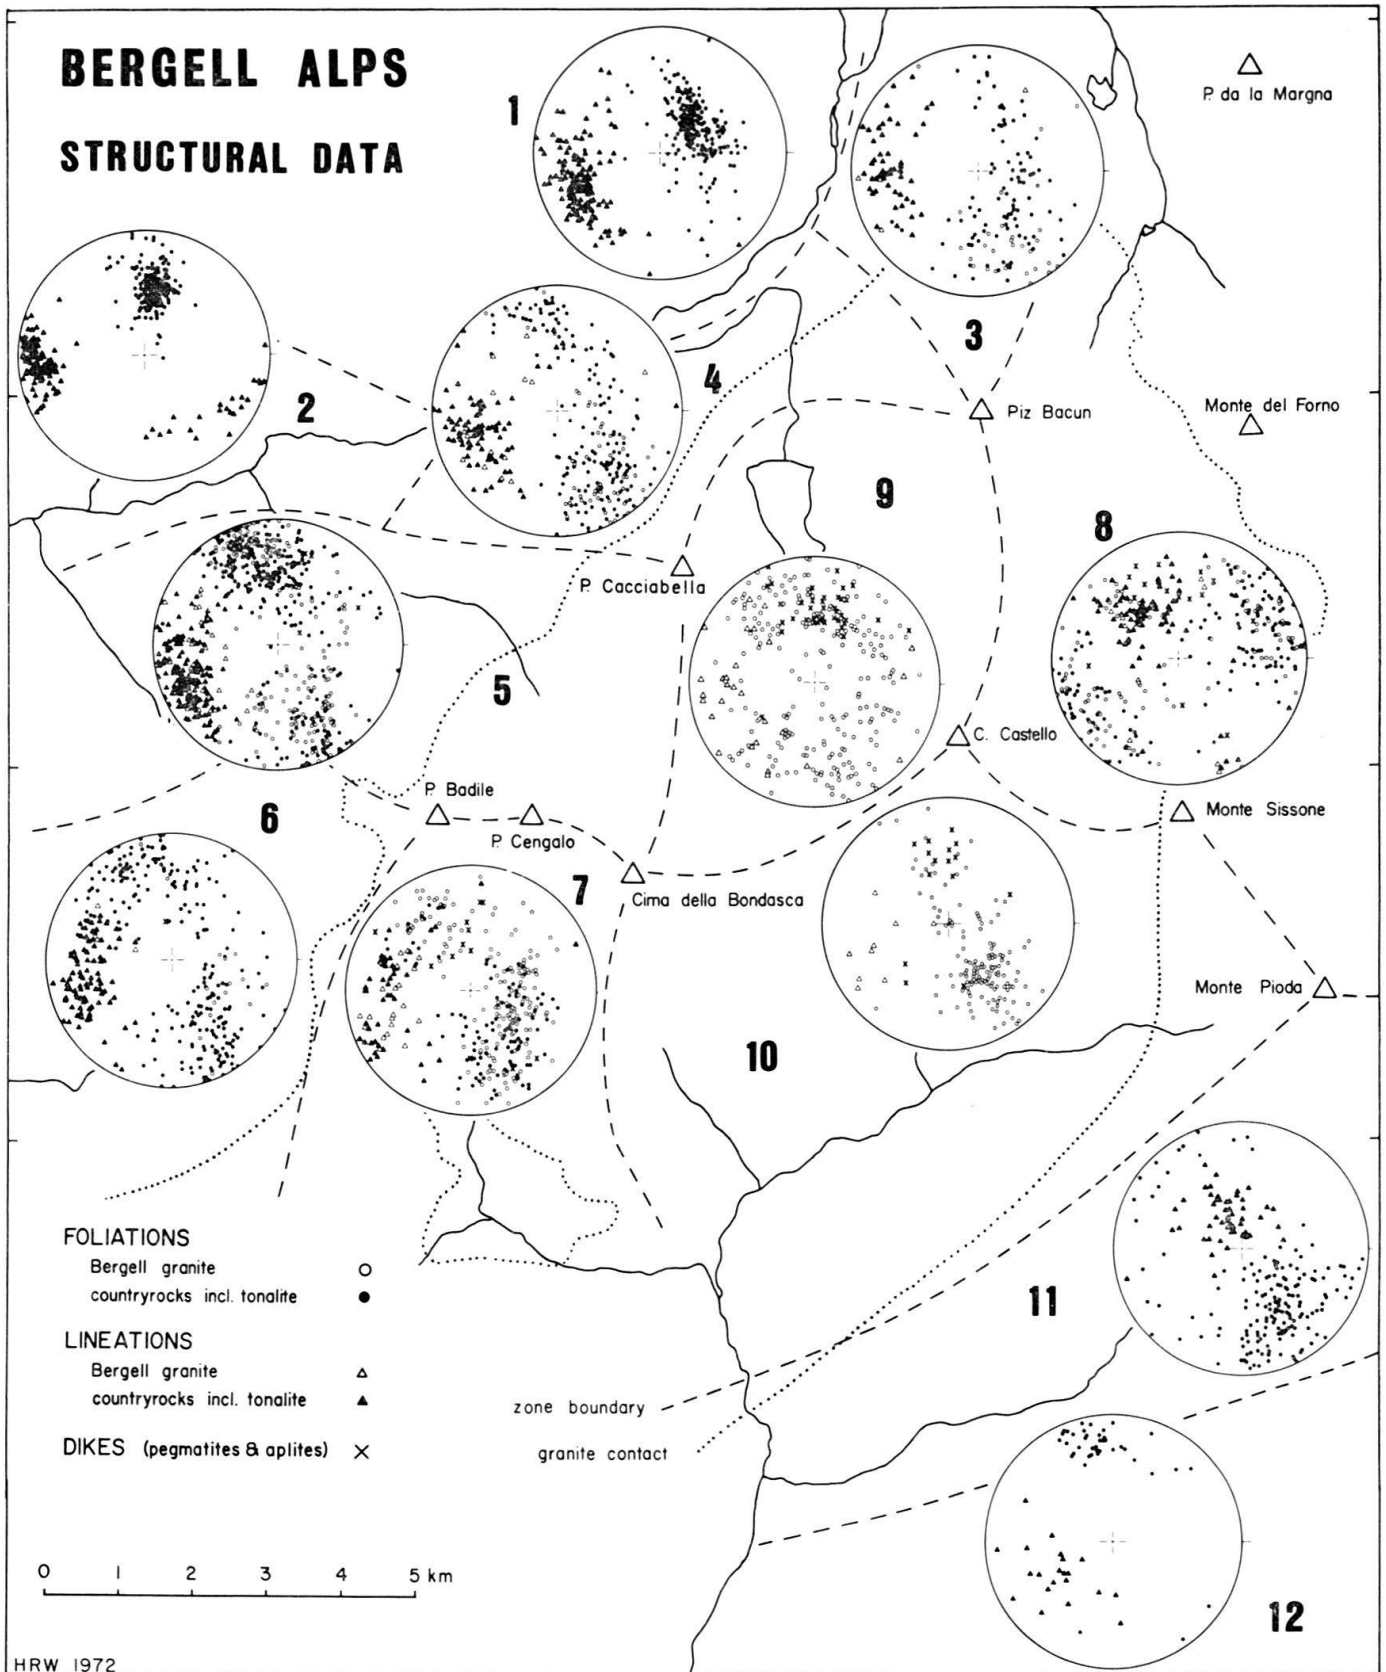 BERGELL ALPS
STRUCTURAL DATA
1
P. da la Margna
2
3
4
Piz Bacun
Monte del Forno
9
8
P. Cacciabella
5
C. Castello
P. Badile
6
P. Cengalo
Monte Sissone
7
Cima della Bondasca
Monte Pioda
10
FOLIATIONS
Bergell granite
countryrocks incl. tonalite
LINEATIONS
Bergell granite
countryrocks incl. tonalite
DIKES (pegmatites & aplites)
11
zone boundary
granite contact
0 1 2 3 4 5 km
12
HRW 1972